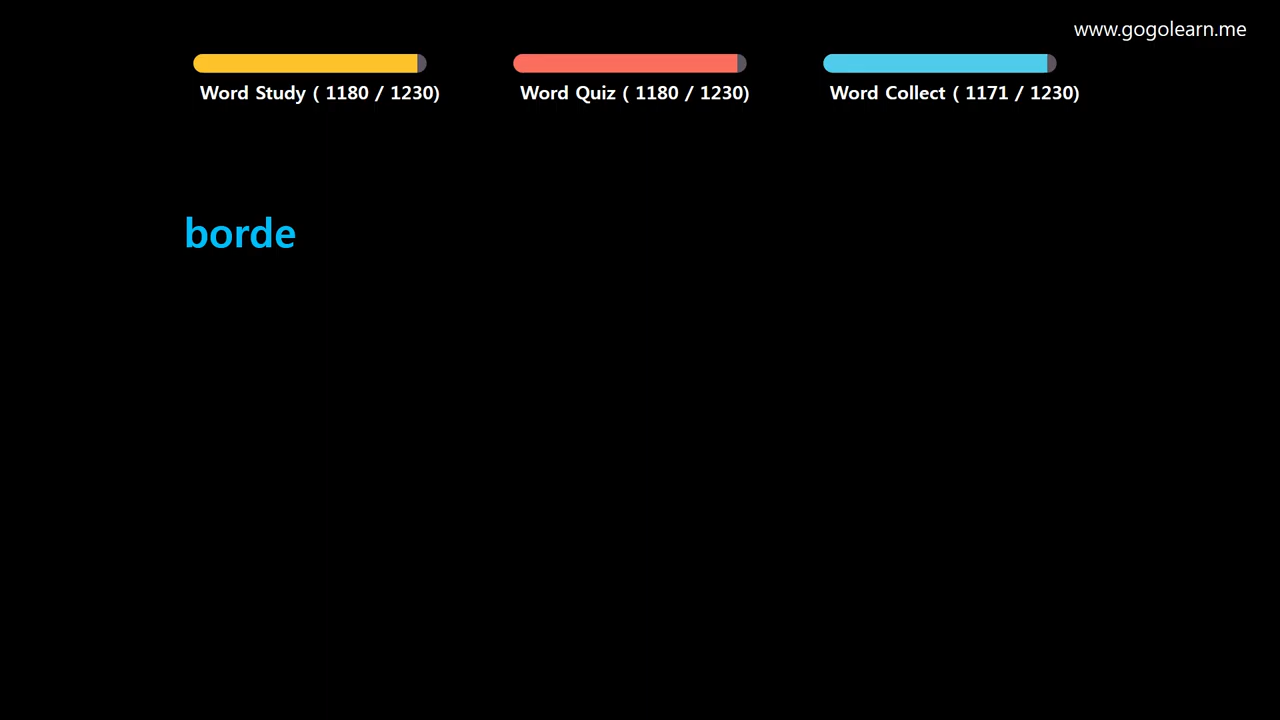 www.gogolearn.me
Word Study ( 1180 / 1230)
Word Quiz ( 1180 / 1230)
Word Collect ( 1171 / 1230)
borde